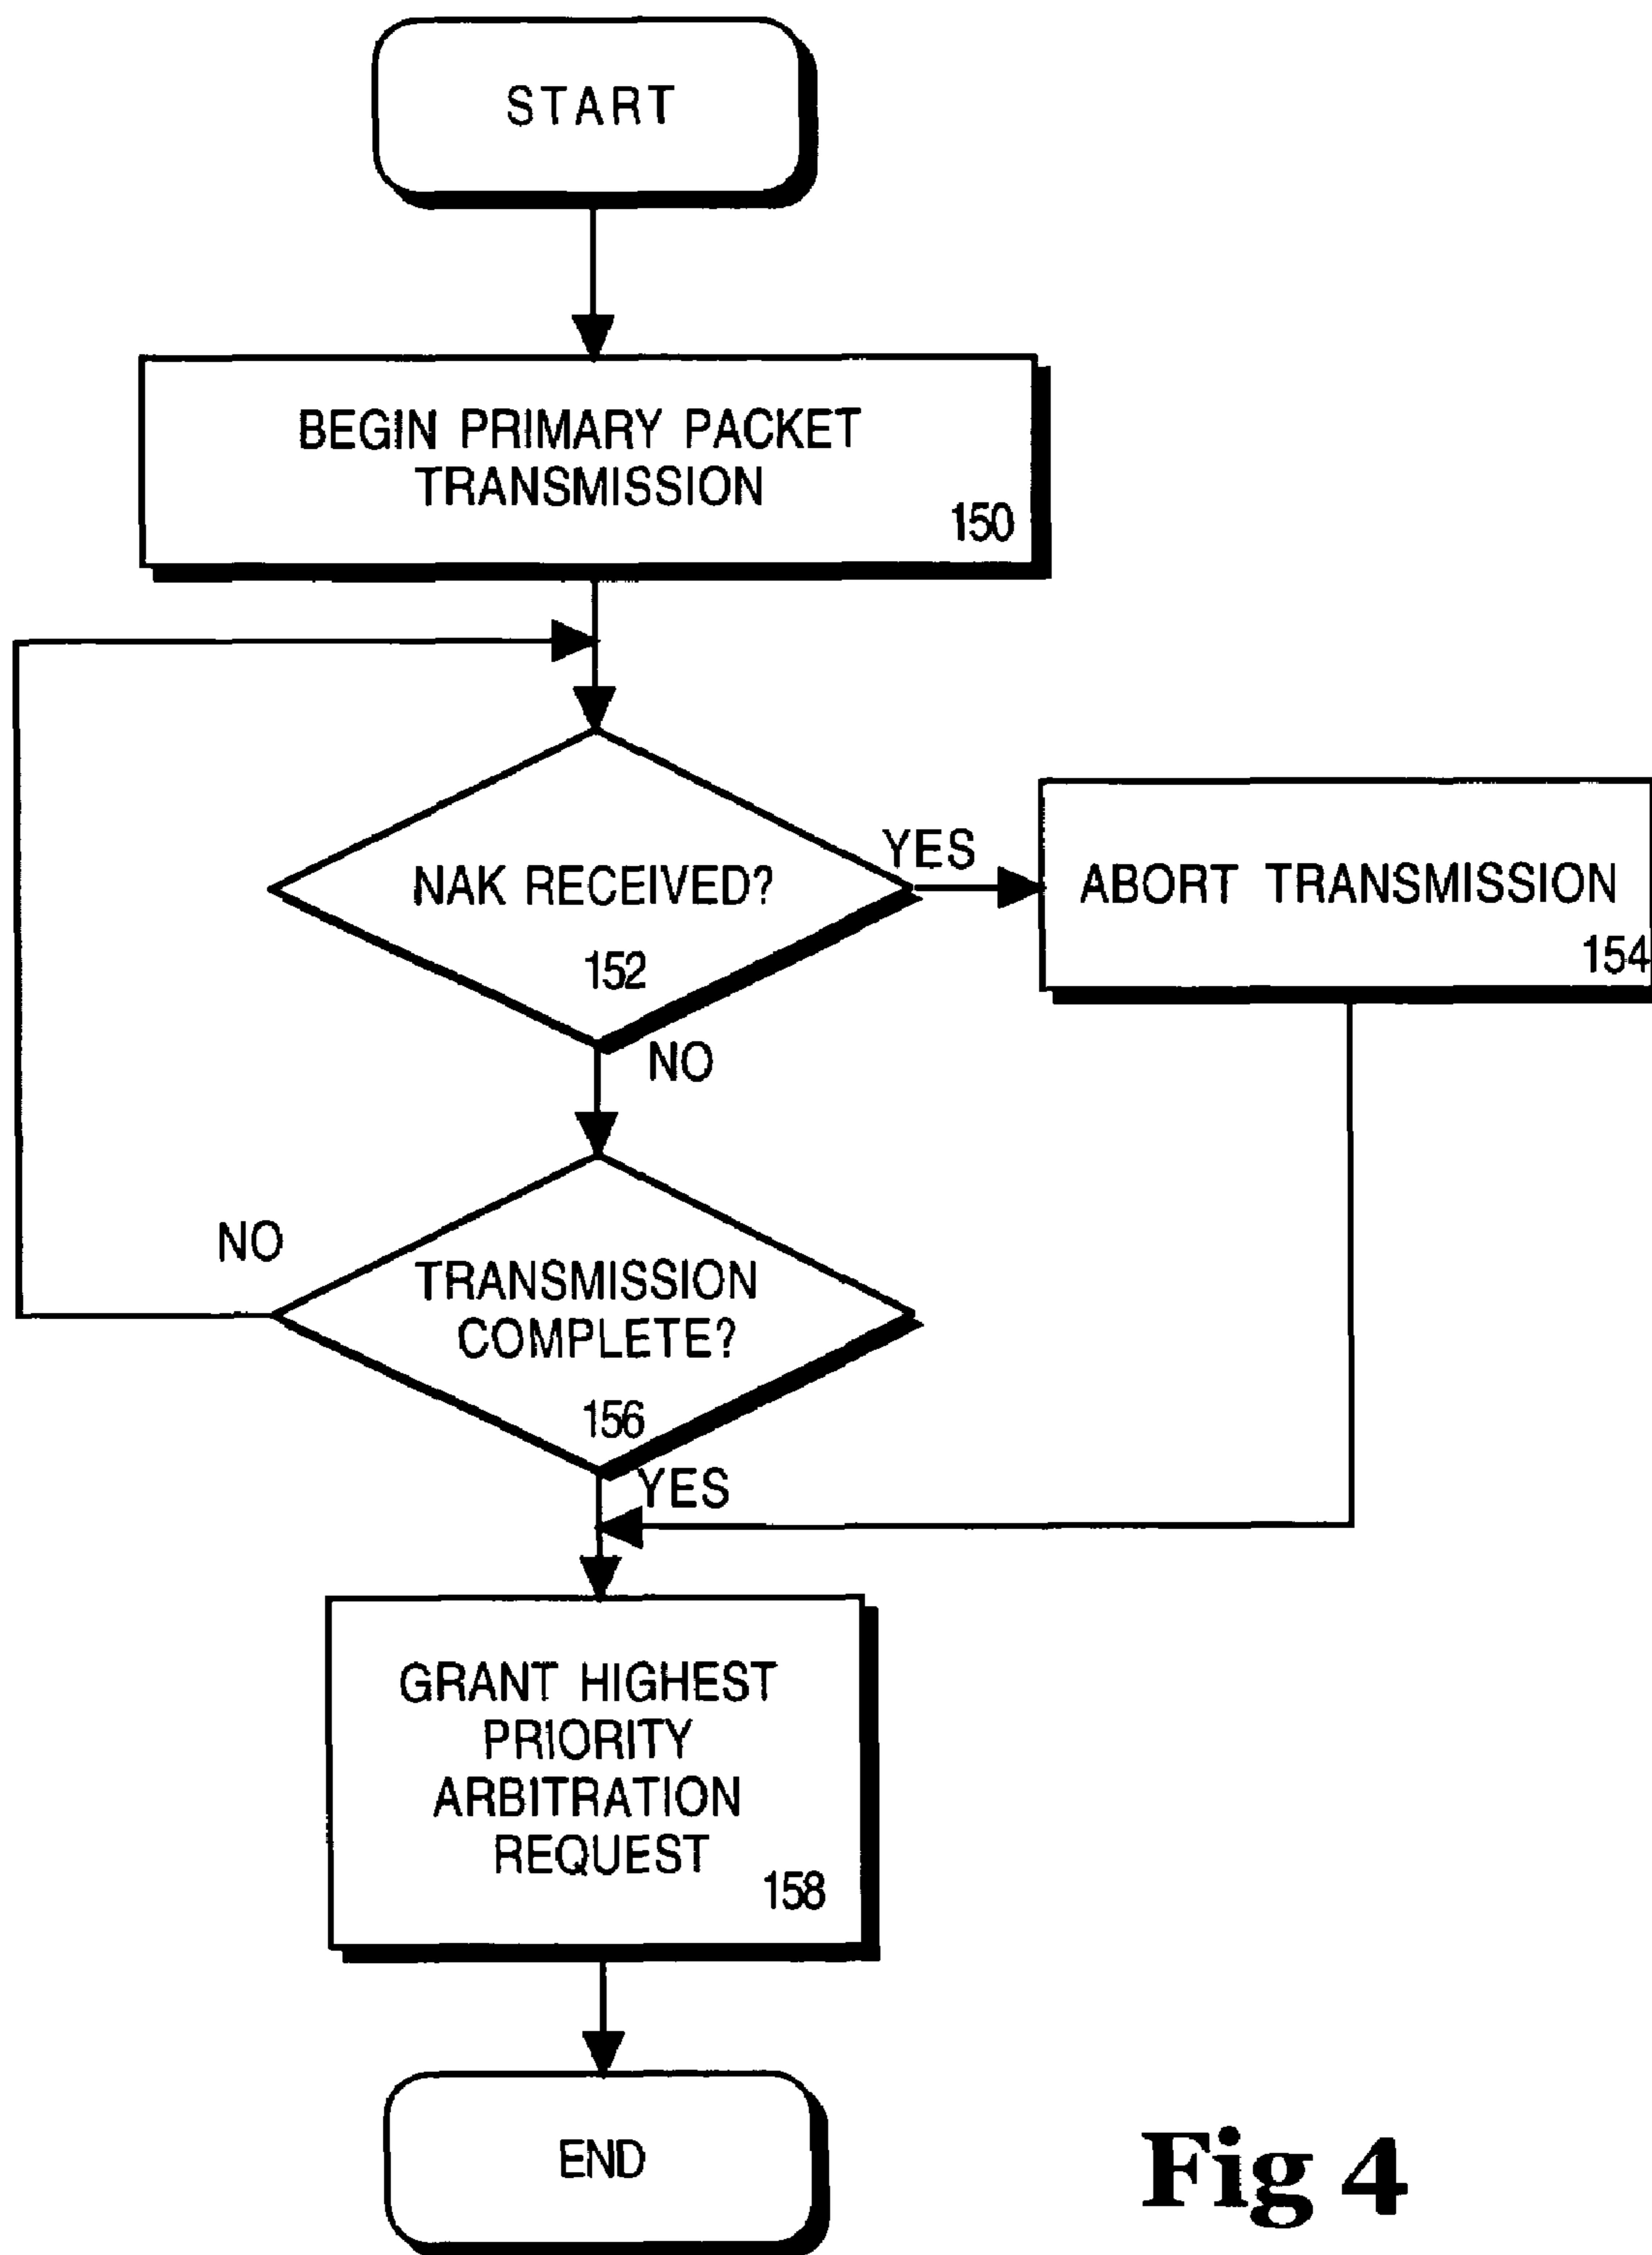 START
BEGIN PRIMARY PACKET
TRANSMISSION
150
NAK RECEIVED?
152
YES
ABORT TRANSMISSION
154
NO
TRANSMISSION
COMPLETE?
156
NO
YES
GRANT HIGHEST
PRIORITY
ARBITRATION
REQUEST
158
END
Fig 4